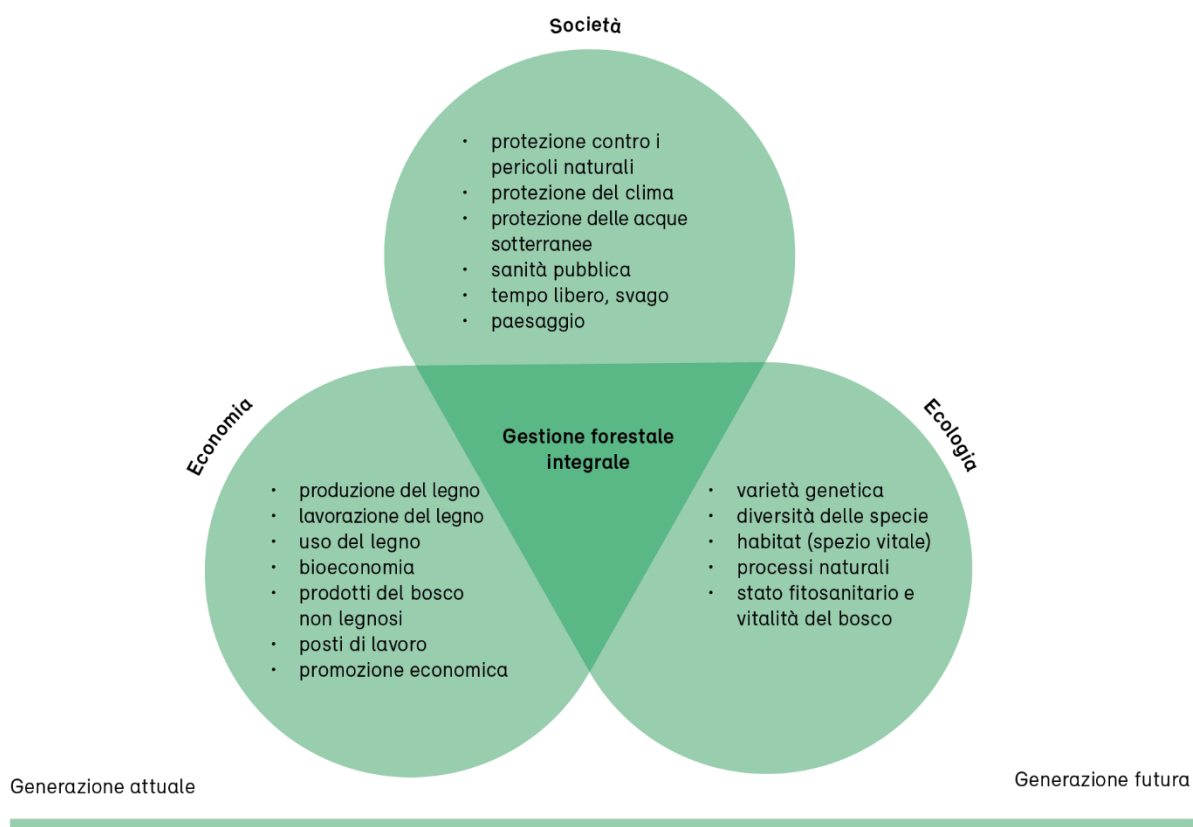 Società
• protezione contro i
pericoli naturali
• protezione del clima
• protezione delle acque
sotterranee
• sanità pubblica
• tempo libero, svago
• paesaggio
Economia
Ecologia
Gestione forestale
integrale
• produzione del legno
• lavorazione del legno
• uso del legno
• bioeconomia
• prodotti del bosco
non legnosi
• posti di lavoro
• promozione economica
• varietà genetica
• diversità delle specie
• habitat (spezio vitale)
• processi naturali
• stato fitosanitario e
vitalità del bosco
Generazione attuale
Generazione futura